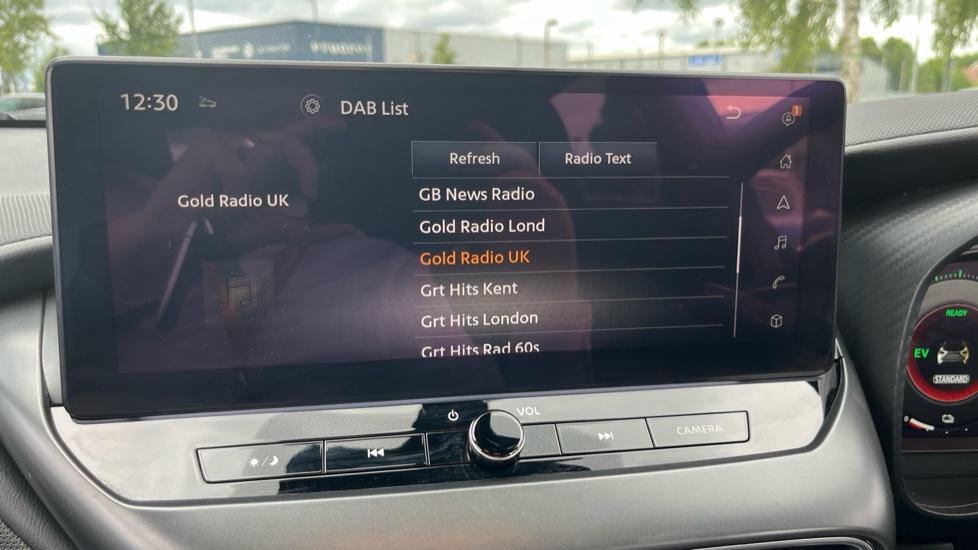 12:30
DAB List
1
Refresh
Radio Text
Gold Radio UK
GB News Radio
Gold Radio Lond
Gold Radio UK
Grt Hits Kent
Grt Hits London
Grt Hits Rad 60s
VOL
CAMERA
READY
EV
STANDARD